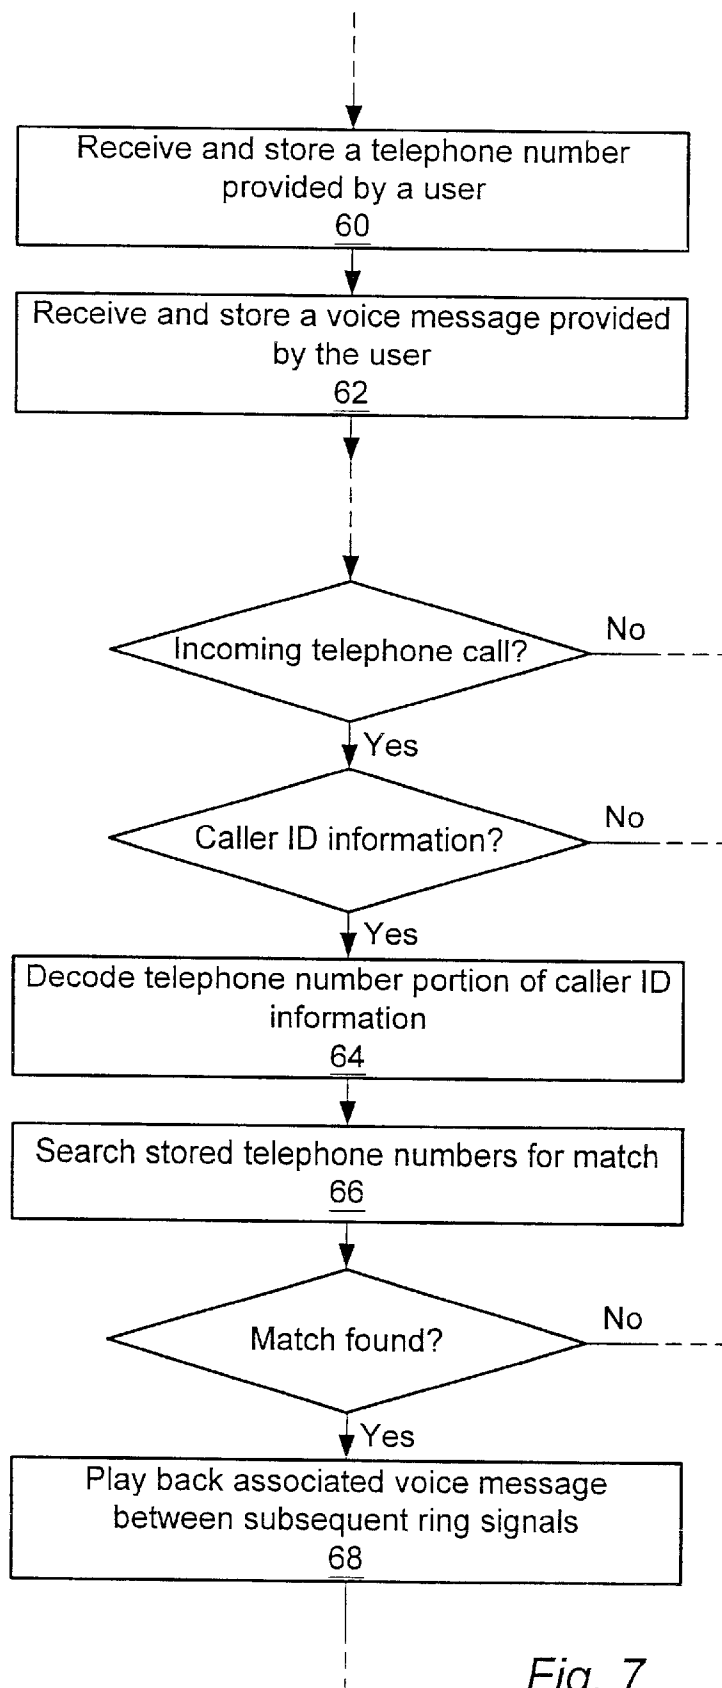 Receive and store a telephone number
provided by a user
60
Receive and store a voice message provided
by the user
62
Incoming telephone call?
No
Yes
Caller ID information?
No
Yes
Decode telephone number portion of caller ID
information
64
Search stored telephone numbers for match
66
Match found?
No
Yes
Play back associated voice message
between subsequent ring signals
68
Fig. 7